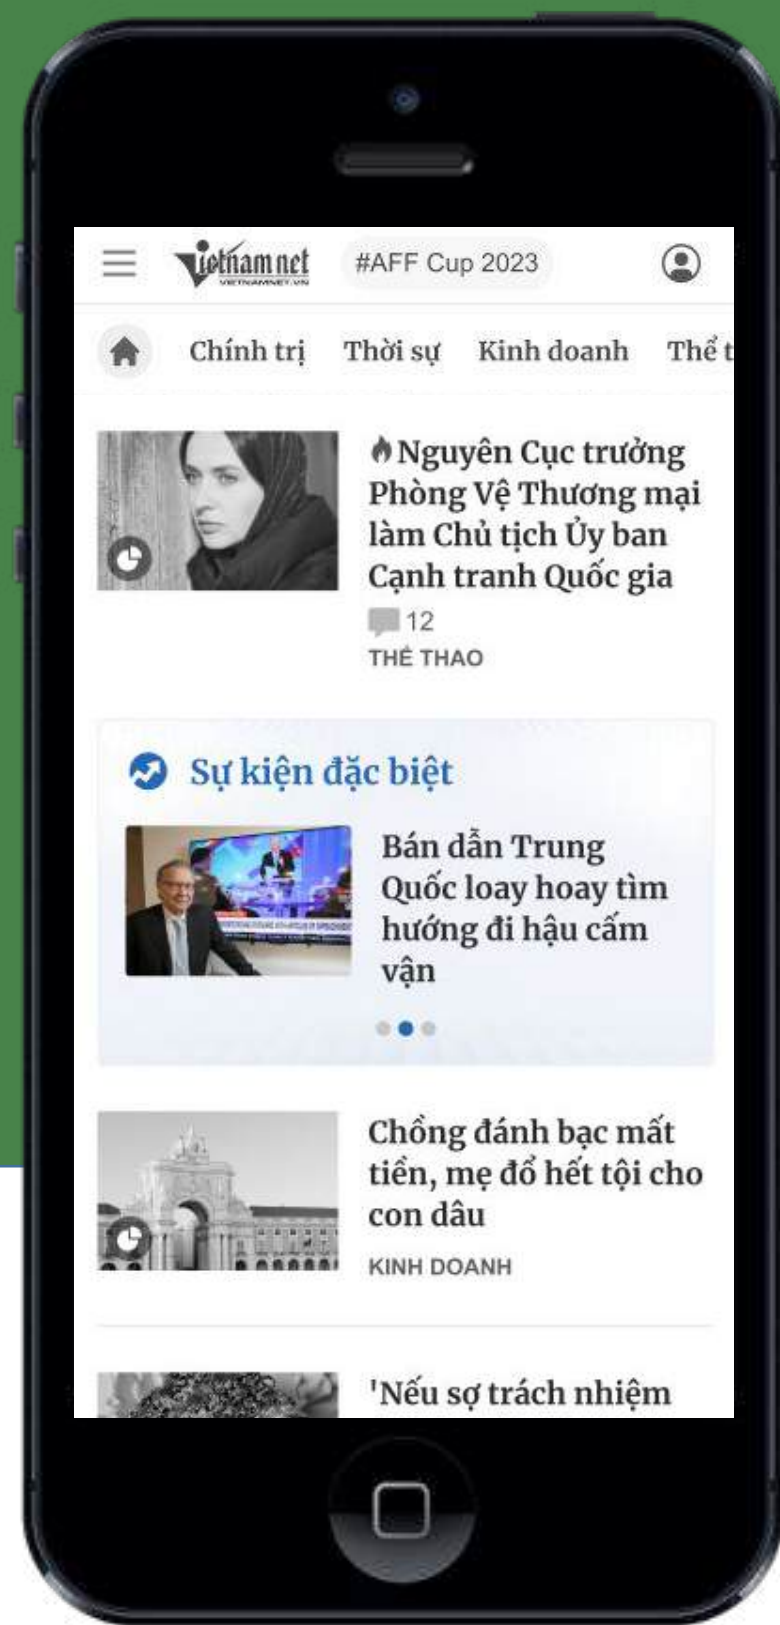 Vietnam net
VIETNAMNET.VN
#AFF Cup 2023
Chính trị Thời sự Kinh doanh Thể t
Nguyên Cục trưởng
Phòng Vệ Thương mại
làm Chủ tịch Ủy ban
Cạnh tranh Quốc gia
12
THỂ THAO
Sự kiện đặc biệt
Bán dẫn Trung
Quốc loay hoay tìm
hướng đi hậu cấm
vận
Chồng đánh bạc mất
tiền, mẹ đổ hết tội cho
con dâu
KINH DOANH
'Nếu sợ trách nhiệm